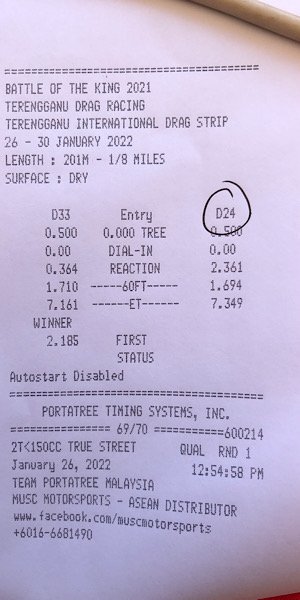 BATTLE OF THE KING 2021
TERENGGANU DRAG RACING
TERENGGANU INTERNATIONAL DRAG STRIP
26 - 30 JANUARY 2022
LENGTH : 201M - 1/8 MILES
SURFACE : DRY
D33 Entry D24
0.500 0.000 TREE 0.500
0.00 DIAL-IN 0.00
0.364 REACTION 2.361
1.710 -----60FT----- 1.694
7.161 ------ET------ 7.349
WINNER
2.185 FIRST
STATUS
Autostart Disabled
PORTATREE TIMING SYSTEMS, INC.
================ 69/70 ===========600214
2T<150CC TRUE STREET QUAL RND 1
January 26, 2022 12:54:58 PM
TEAM PORTATREE MALAYSIA
MUSC MOTORSPORTS - ASEAN DISTRIBUTOR
www.facebook.com/muscmotorsports
+6016-6681490